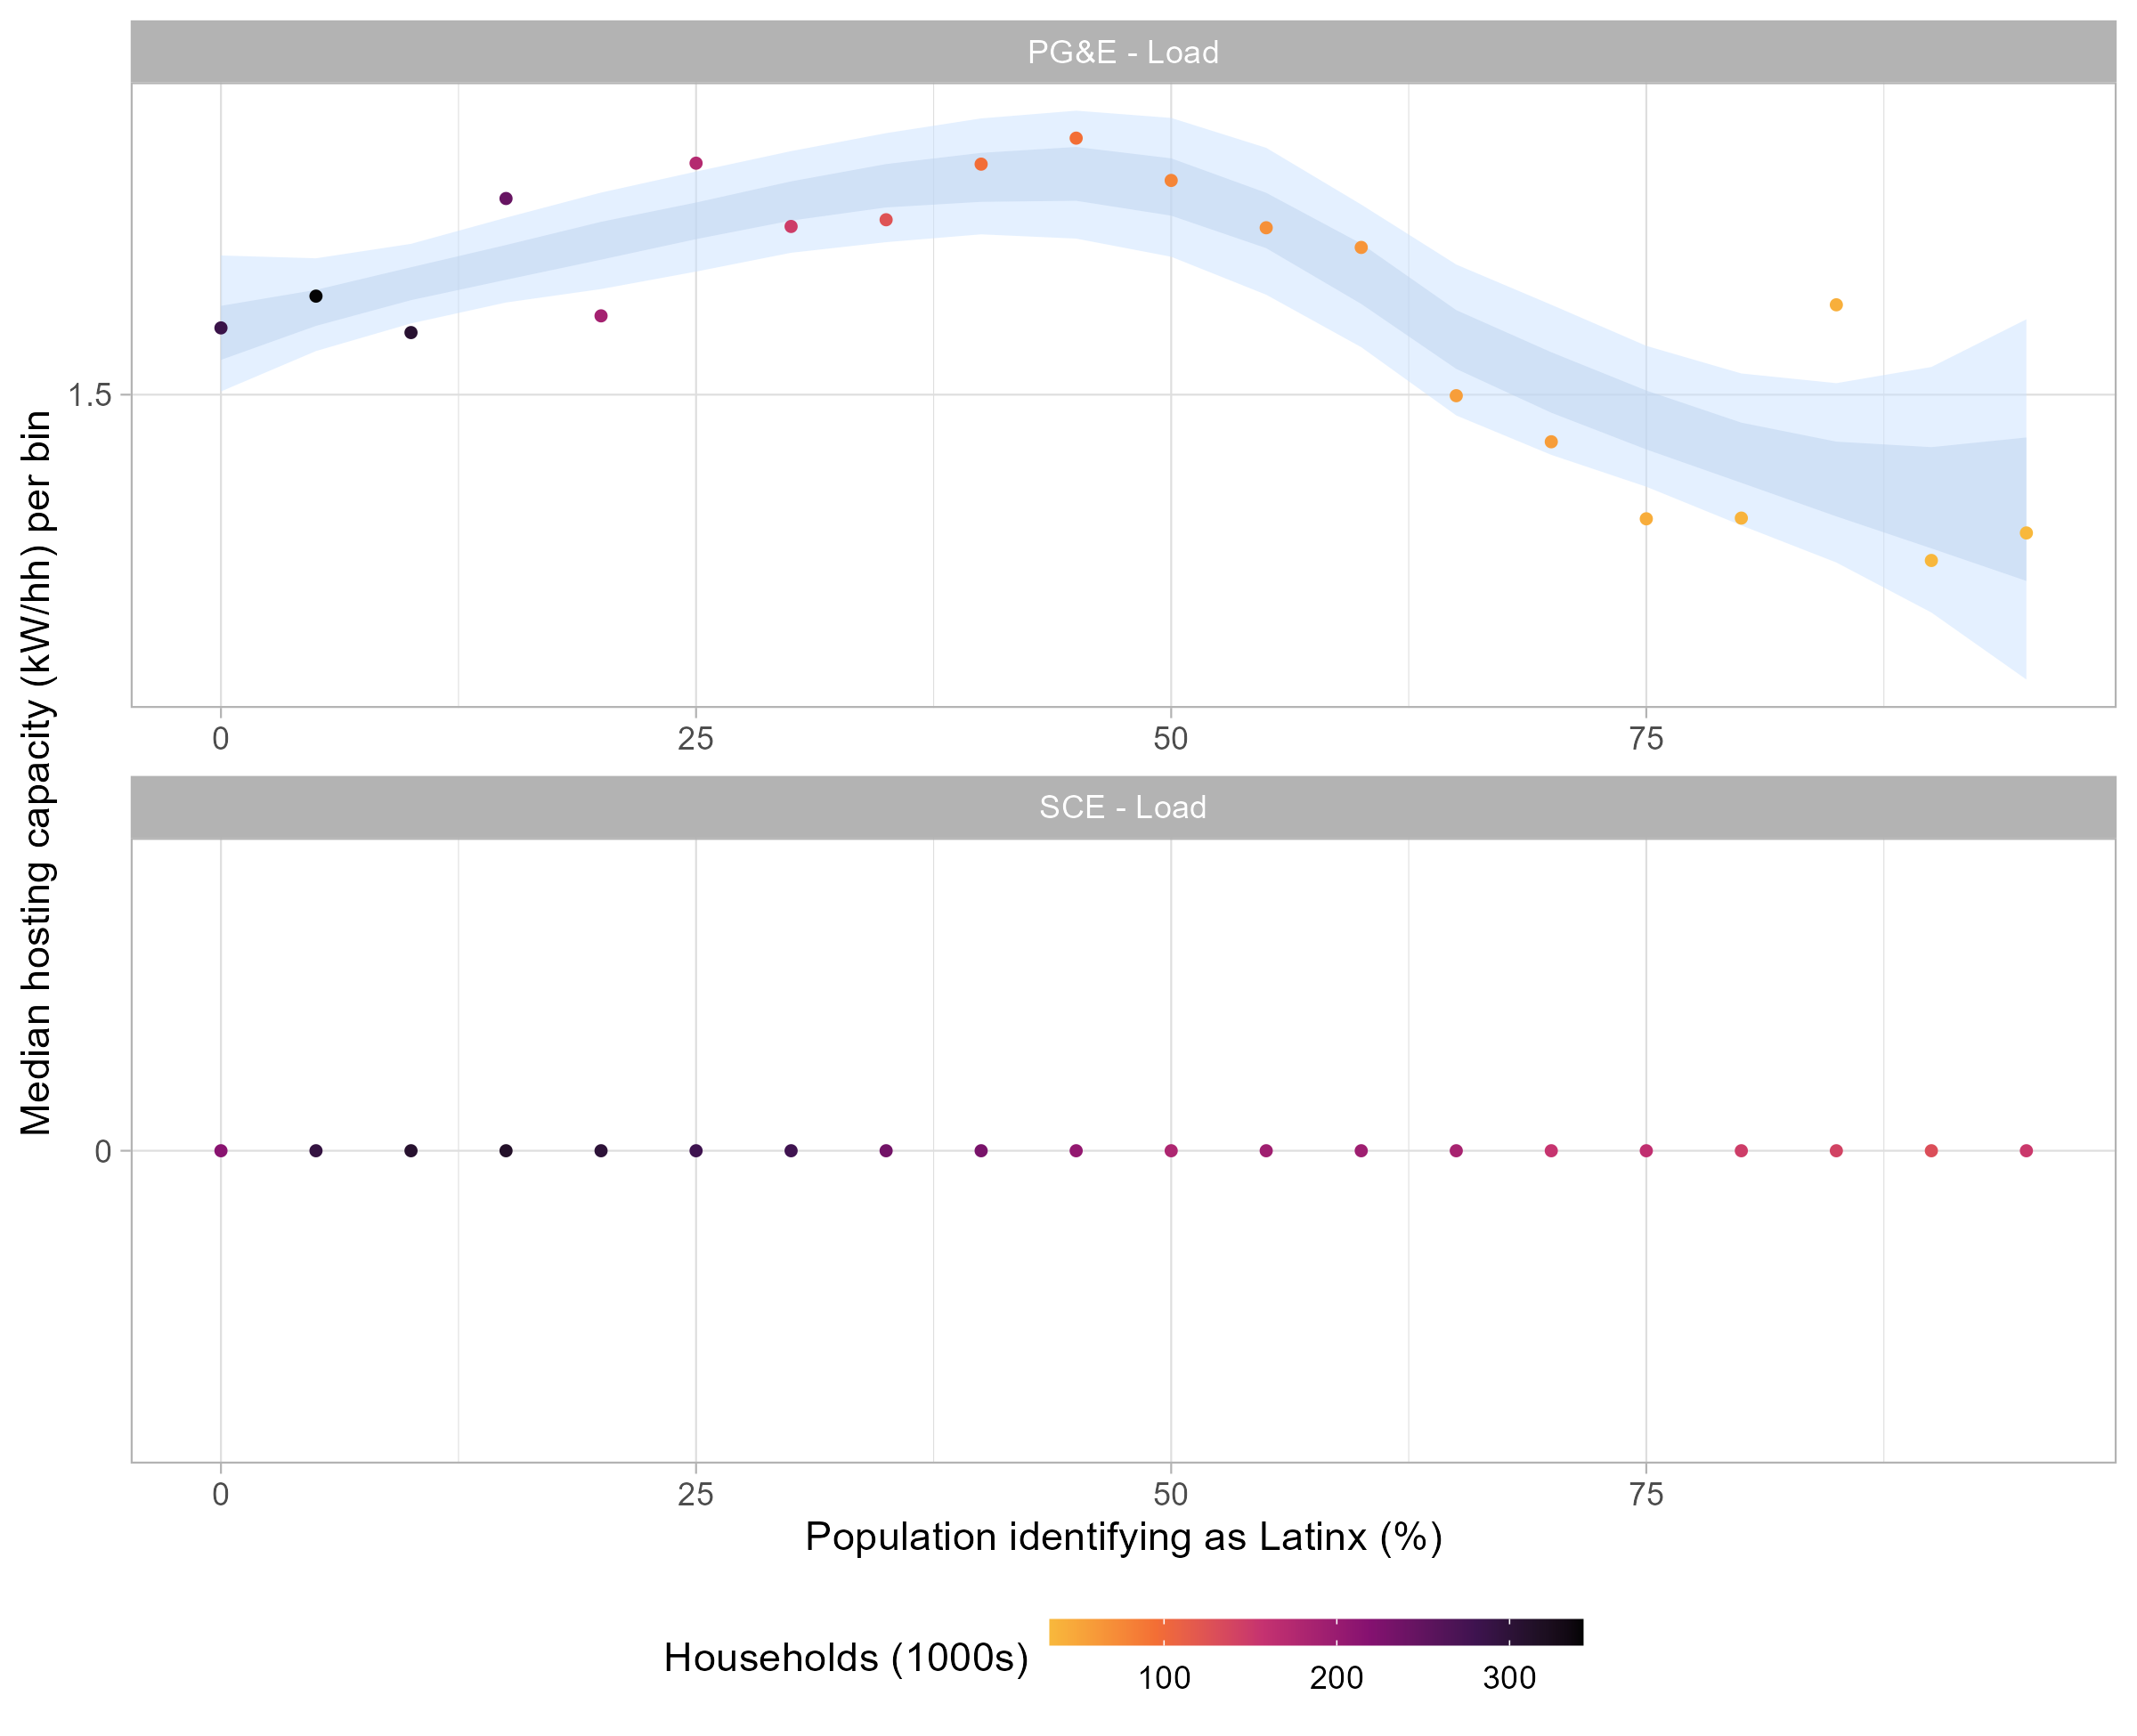 PG&E - Load
1.5
0 25 50 75
Median hosting capacity (kW/hh) per bin
SCE - Load
0
0 25 50 75
Population identifying as Latinx (%)
Households (1000s)
100 200 300